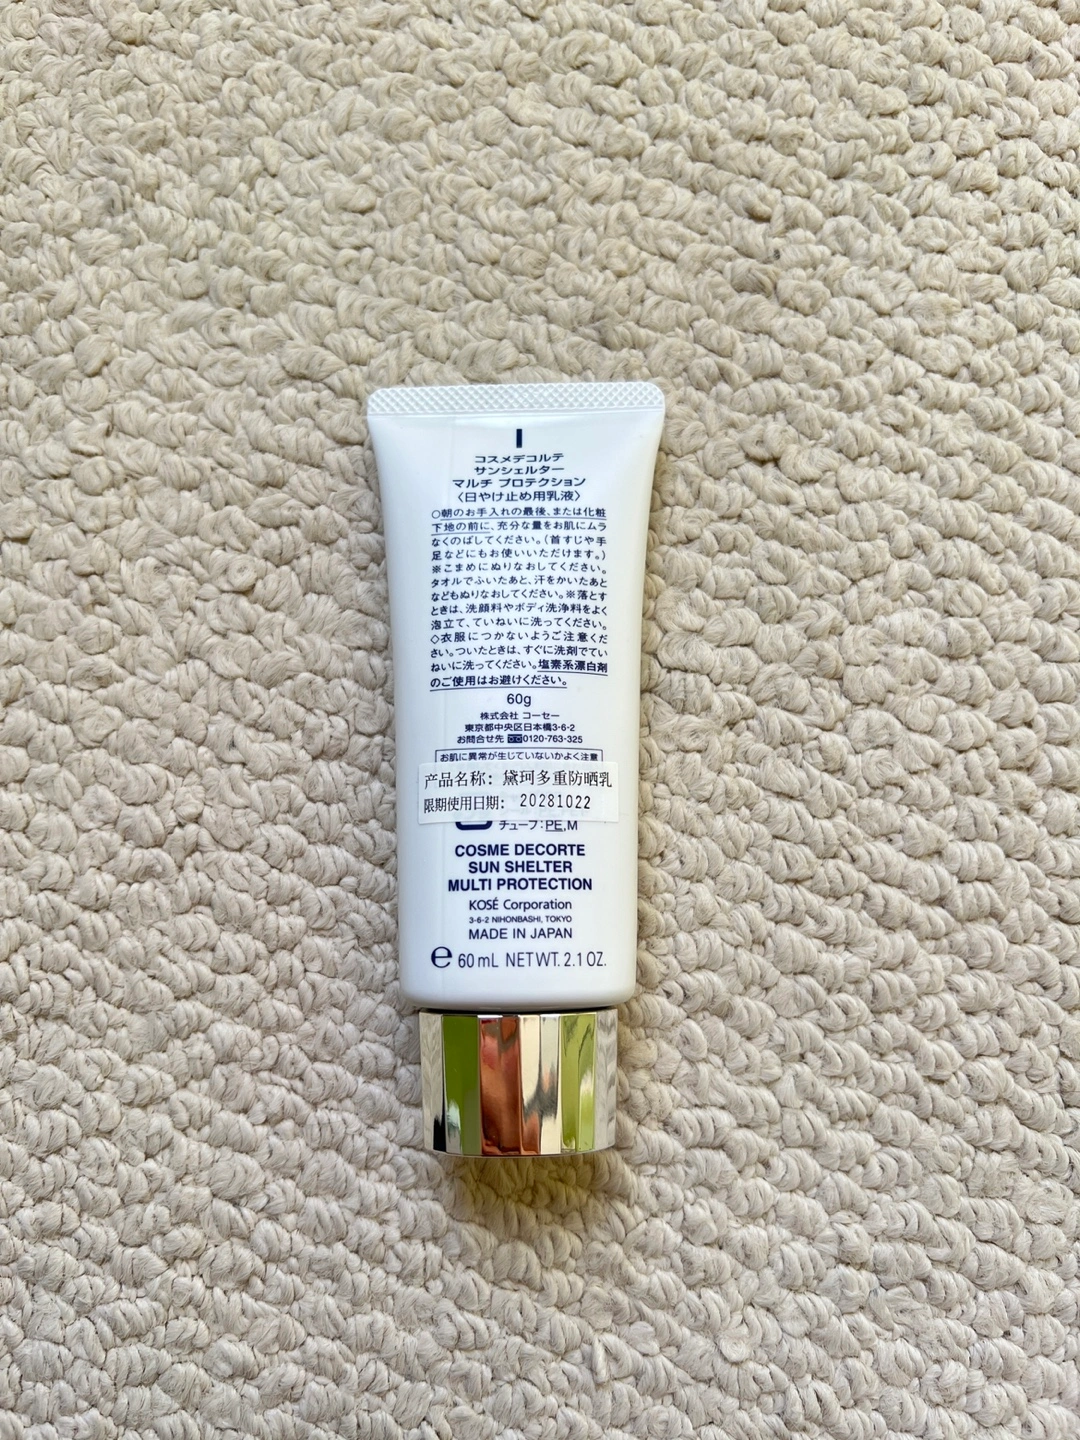 コスメデコルテ
サンシェルター
マルチ プロテクション
〈日やけ止め用乳液〉
○朝のお手入れの最後、または化粧
下地の前に、充分な量をお肌にムラ
なくのばしてください。(首すじや手
足などにもお使いいただけます。)
※こまめにぬりなおしてください。
タオルでふいたあと、汗をかいたあと
などもぬりなおしてください。※落とす
ときは、洗顔料やボディ洗浄料をよく
泡立て、ていねいに洗ってください。
◇衣服につかないようご注意くだ
さい。ついたときは、すぐに洗剤でてい
ねいに洗ってください。塩素系漂白剤
のご使用はお避けください。
60g
株式会社 コーセー
東京都中央区日本橋3-6-2
お問合せ先 0120-763-325
お肌に異常が生じていないかよく注意
产品名称：黛珂多重防晒乳
限期使用日期：20281022
チューブ:PE,M
COSME DECORTE
SUN SHELTER
MULTI PROTECTION
KOSÉ Corporation
3-6-2 NIHONBASHI, TOKYO
MADE IN JAPAN
℮ 60 mL NET WT. 2.1 OZ.